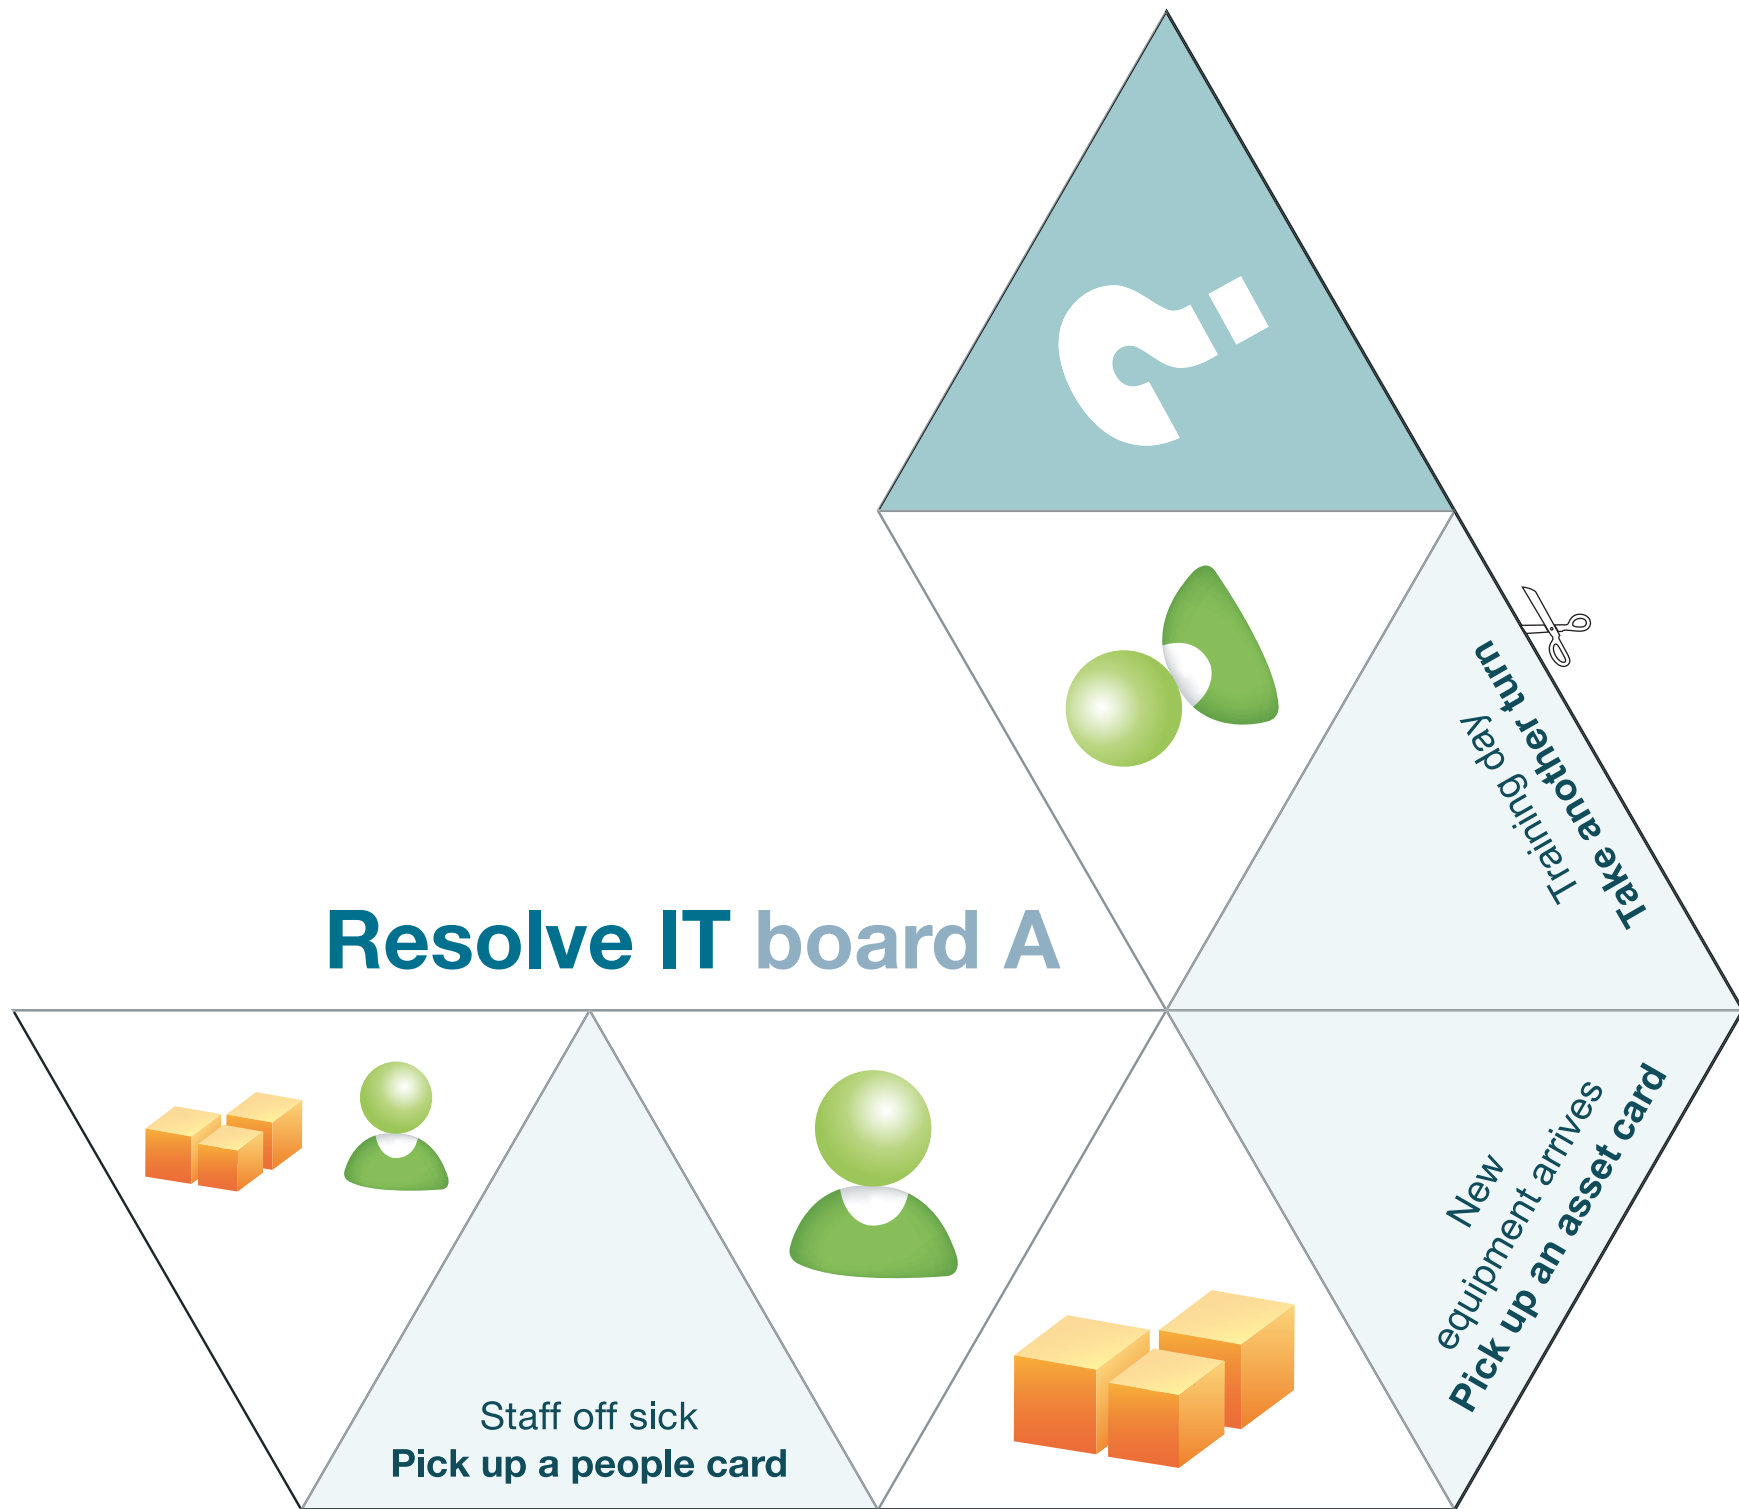 ?
Training day
Take another turn
Resolve IT board A
New
equipment arrives
Pick up an asset card
Staff off sick
Pick up a people card